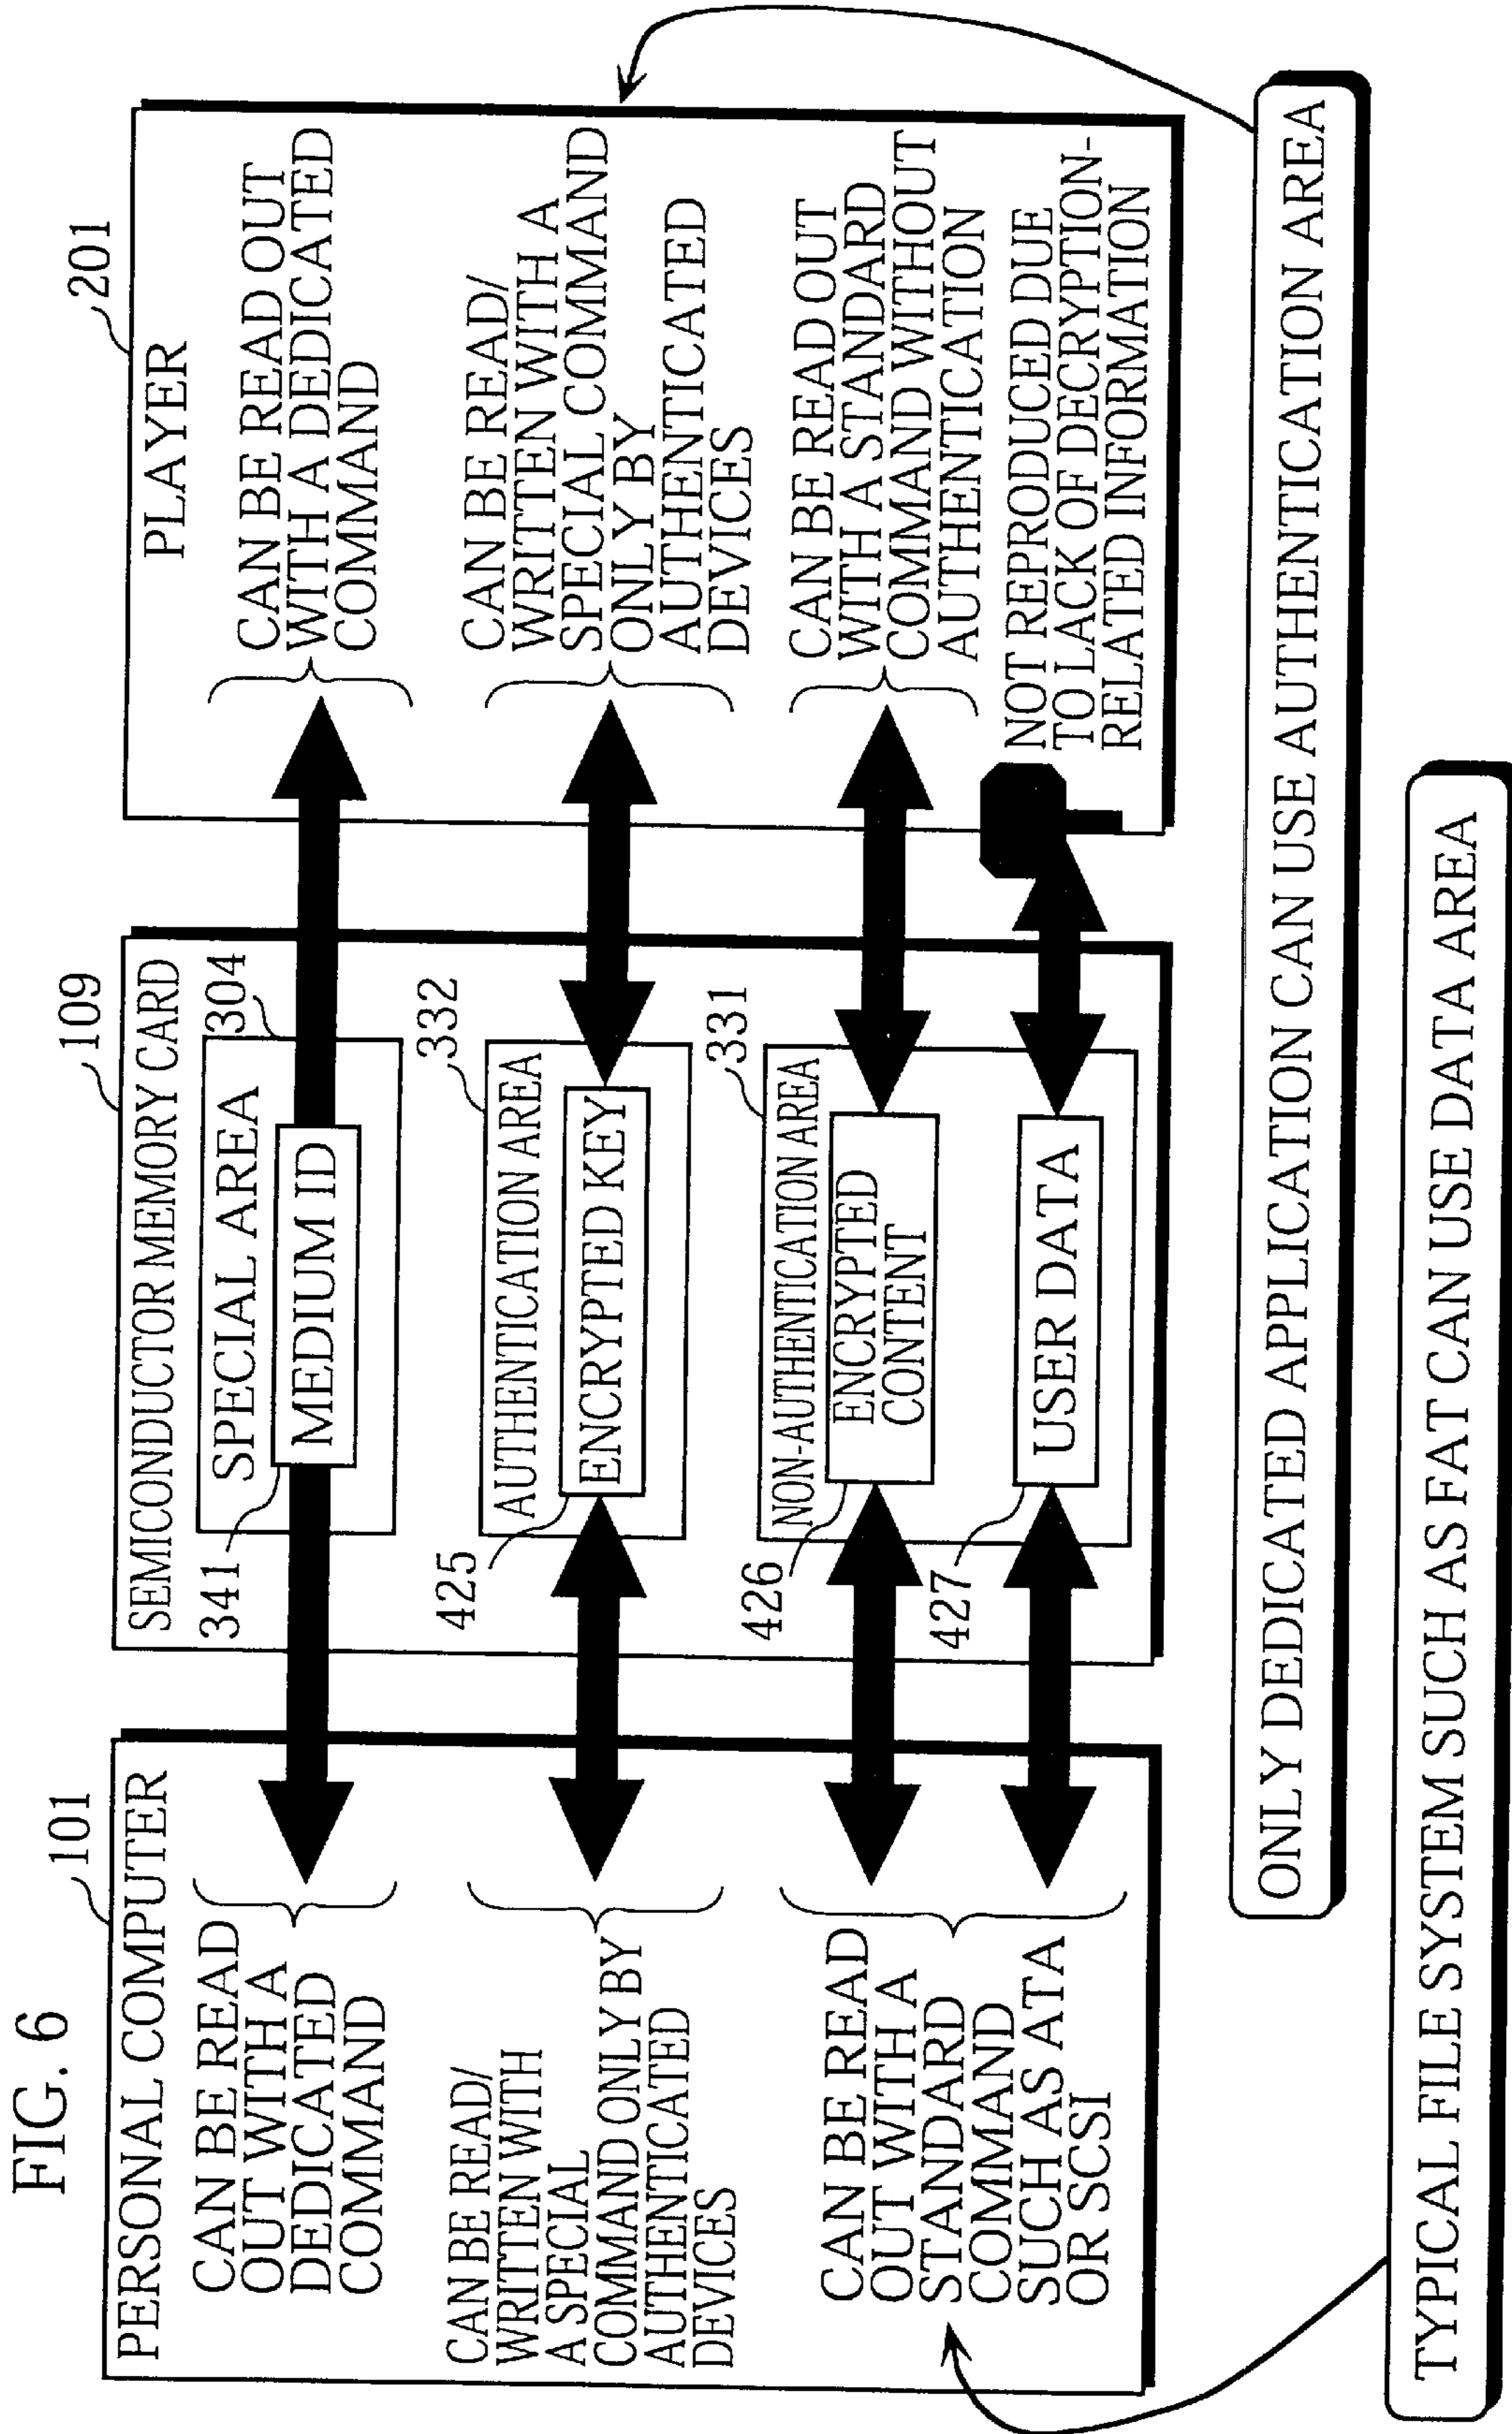 FIG. 6
101
PERSONAL COMPUTER
CAN BE READ
OUT WITH A
DEDICATED
COMMAND
CAN BE READ/
WRITTEN WITH
A SPECIAL
COMMAND ONLY BY
AUTHENTICATED
DEVICES
CAN BE READ
OUT WITH A
STANDARD
COMMAND
SUCH AS ATA
OR SCSI
109
SEMICONDUCTOR MEMORY CARD
304
SPECIAL AREA
341
MEDIUM ID
332
AUTHENTICATION AREA
425
ENCRYPTED KEY
331
NON-AUTHENTICATION AREA
426
ENCRYPTED
CONTENT
427
USER DATA
201
PLAYER
CAN BE READ OUT
WITH A DEDICATED
COMMAND
CAN BE READ/
WRITTEN WITH A
SPECIAL COMMAND
ONLY BY
AUTHENTICATED
DEVICES
CAN BE READ OUT
WITH A STANDARD
COMMAND WITHOUT
AUTHENTICATION
NOT REPRODUCED DUE
TO LACK OF DECRYPTION-
RELATED INFORMATION
ONLY DEDICATED APPLICATION CAN USE AUTHENTICATION AREA
TYPICAL FILE SYSTEM SUCH AS FAT CAN USE DATA AREA